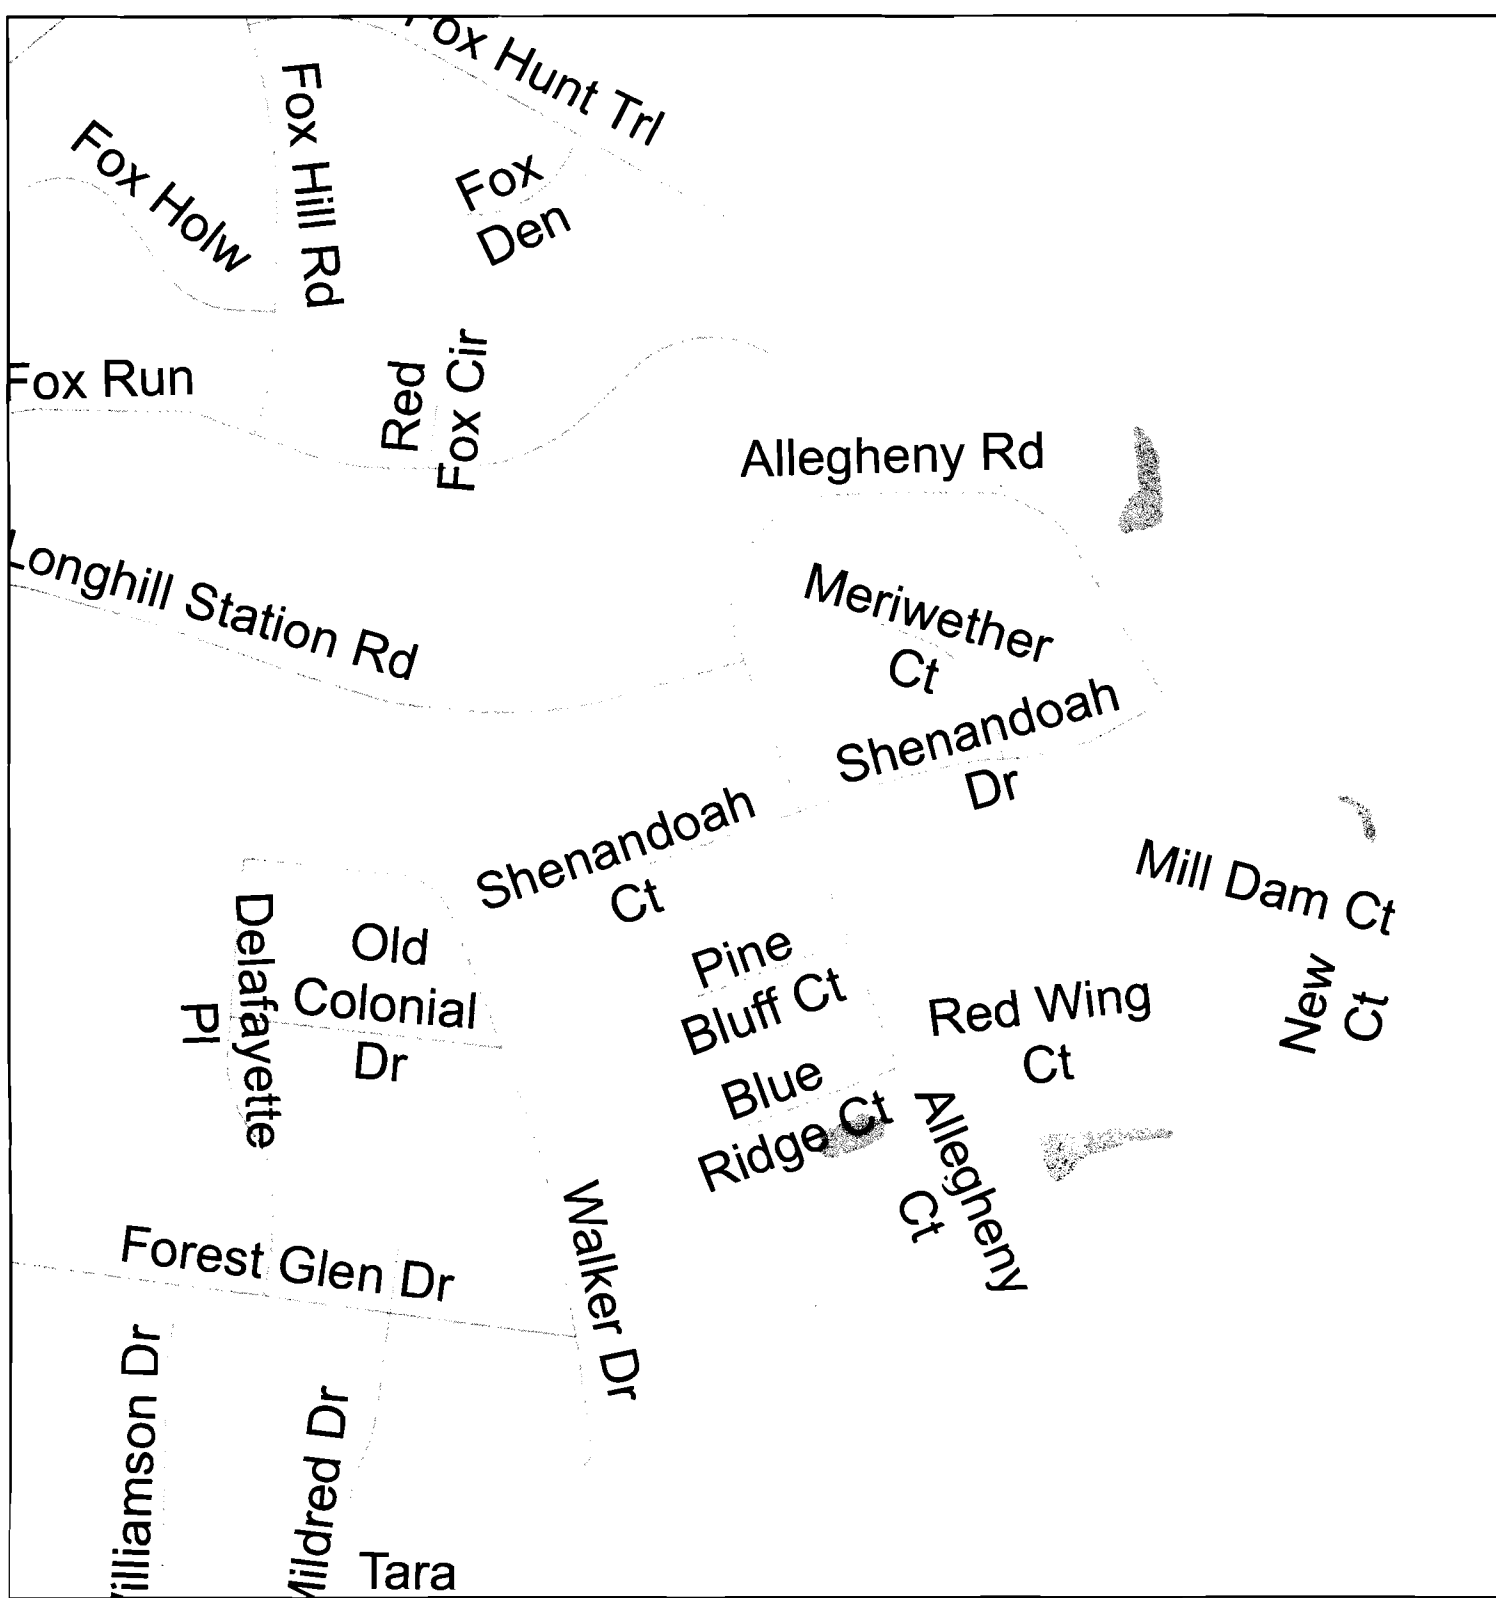 Fox Hunt Trl
Fox Hill Rd
Fox Holw
Fox
Den
Fox Run
Red
Fox Cir
Allegheny Rd
Longhill Station Rd
Meriwether
Ct
Shenandoah
Dr
Shenandoah
Ct
Mill Dam Ct
Delafayette
Pl
Old
Colonial
Dr
Pine
Bluff Ct
Red Wing
Ct
New
Ct
Blue
Ridge Ct
Allegheny
Ct
Walker Dr
Forest Glen Dr
illiamson Dr
Mildred Dr
Tara